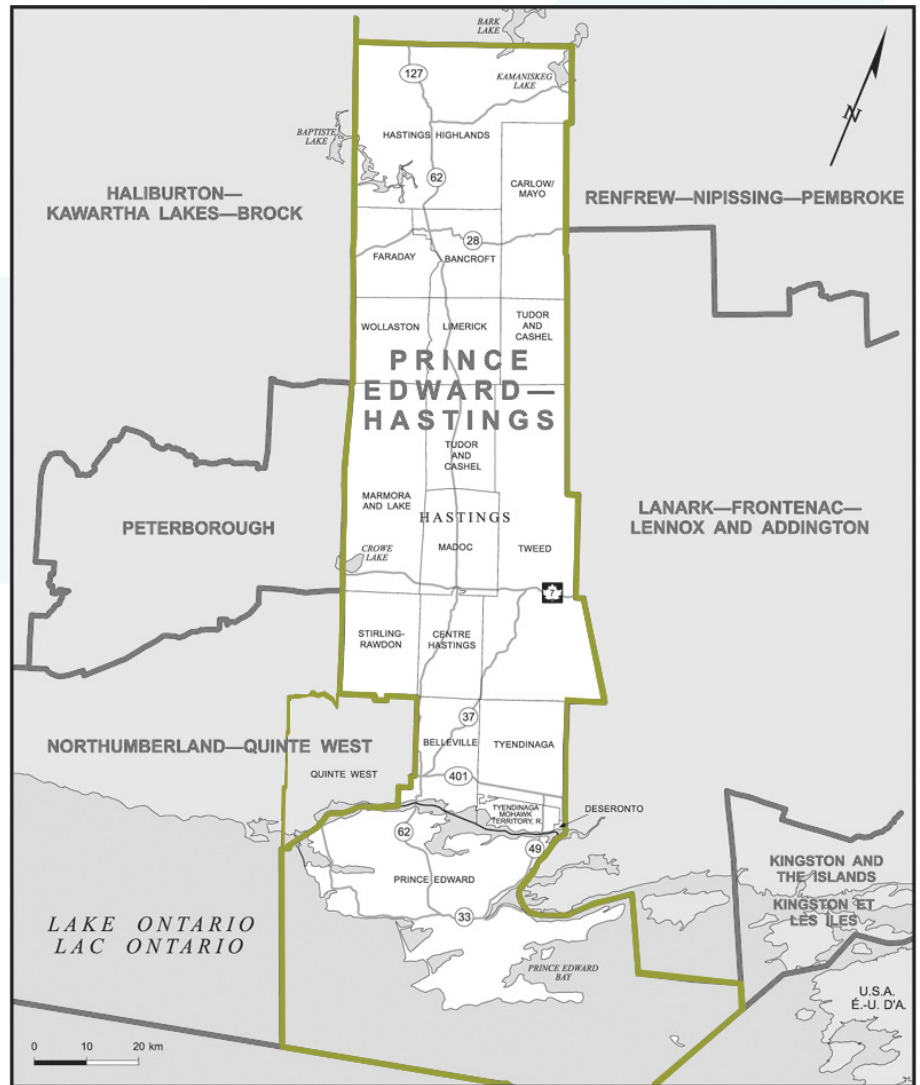 BARK
LAKE
KAMANISKEG
LAKE
127
N
BAPTISTE
LAKE
HASTINGS HIGHLANDS
62
CARLOW/
MAYO
HALIBURTON—
KAWARTHA LAKES—BROCK
RENFREW—NIPISSING—PEMBROKE
28
FARADAY
BANCROFT
WOLLASTON
LIMERICK
TUDOR
AND
CASHEL
PRINCE
EDWARD—
HASTINGS
TUDOR
AND
CASHEL
MARMORA
AND LAKE
HASTINGS
LANARK—FRONTENAC—
LENNOX AND ADDINGTON
PETERBOROUGH
CROWE
LAKE
MADOC
TWEED
7
STIRLING-
RAWDON
CENTRE
HASTINGS
37
NORTHUMBERLAND—QUINTE WEST
BELLEVILLE
TYENDINAGA
QUINTE WEST
401
TYENDINAGA
MOHAWK
TERRITORY, R.
DESERONTO
62
49
PRINCE EDWARD
KINGSTON AND
THE ISLANDS
KINGSTON ET
LES ÎLES
33
LAKE ONTARIO
LAC ONTARIO
PRINCE EDWARD
BAY
U.S.A.
É.-U. D'A.
0 10 20 km